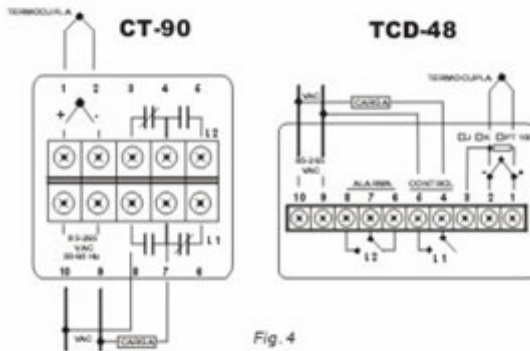 CT-90
TERMOCUPLA
1 2 3 4 5
+ -
L2
L1
VAC
10 9 8 7 6
VAC
CARGA
TCD-48
TERMOCUPLA
VAC
CARGA
VAC
ALARMA
CONTROL
10 9 8 7 6 5 4 3 2 1
L2
L1
Fig. 4